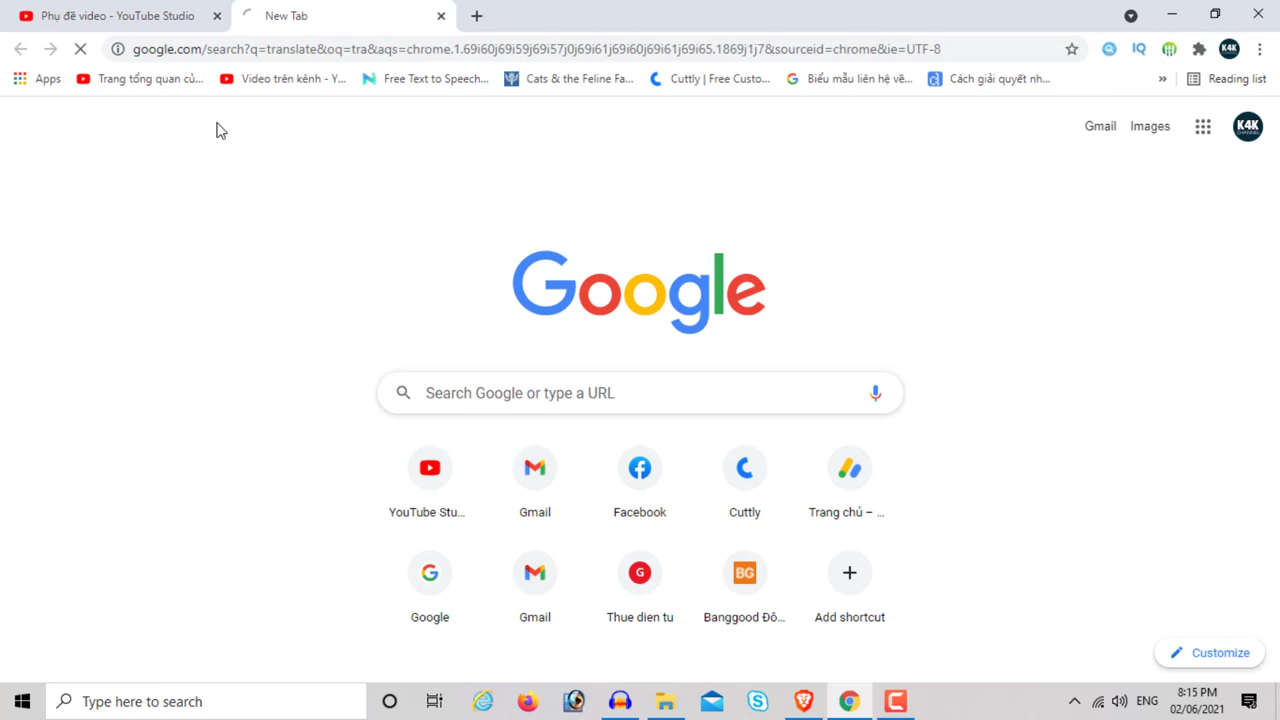 Phụ đề video - YouTube Studio
New Tab
google.com/search?q=translate&oq=tra&aqs=chrome.1.69i60j69i59j69i57j0j69i61j69i60j69i61j69i65.1869j1j7&sourceid=chrome&ie=UTF-8
IQ
K4K
Apps
Trang tổng quan củ...
Video trên kênh - Y...
Free Text to Speech...
Cats & the Feline Fa...
Cuttly | Free Custo...
Biểu mẫu liên hệ về...
Cách giải quyết nh...
»
Reading list
Gmail
Images
K4K
CHANNEL
Google
Search Google or type a URL
YouTube Stu...
Gmail
Facebook
Cuttly
Trang chủ – ...
G
BG
Google
Gmail
Thue dien tu
Banggood Đô...
Add shortcut
Customize
Type here to search
ENG
8:15 PM
02/06/2021